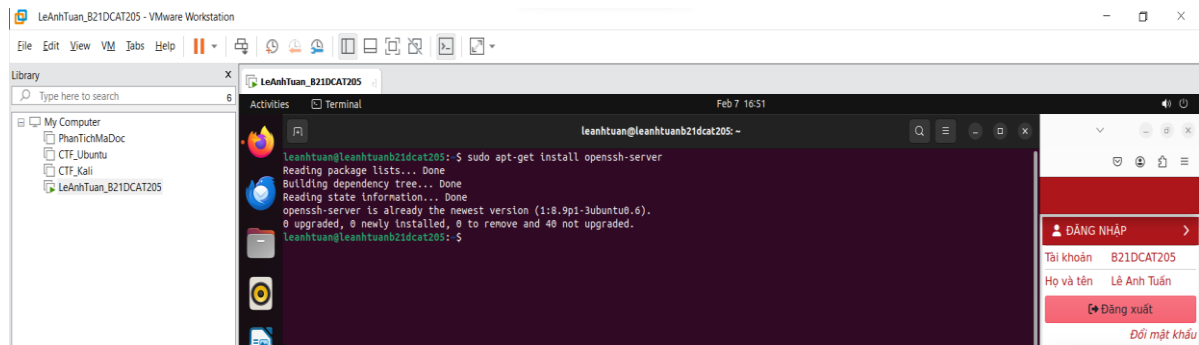 LeAnhTuan_B21DCAT205 - VMware Workstation
File Edit View VM Tabs Help
Library
Type here to search
My Computer
PhanTichMaDoc
CTF_Ubuntu
CTF_Kali
LeAnhTuan_B21DCAT205
LeAnhTuan_B21DCAT205
Activities Terminal Feb 7 16:51
leanhtuan@leanhtuanb21dcat205: ~
leanhtuan@leanhtuanb21dcat205:~$ sudo apt-get install openssh-server
Reading package lists... Done
Building dependency tree... Done
Reading state information... Done
openssh-server is already the newest version (1:8.9p1-3ubuntu0.6).
0 upgraded, 0 newly installed, 0 to remove and 40 not upgraded.
leanhtuan@leanhtuanb21dcat205:~$
ĐĂNG NHẬP
Tài khoản B21DCAT205
Họ và tên Lê Anh Tuấn
Đăng xuất
Đổi mật khẩu